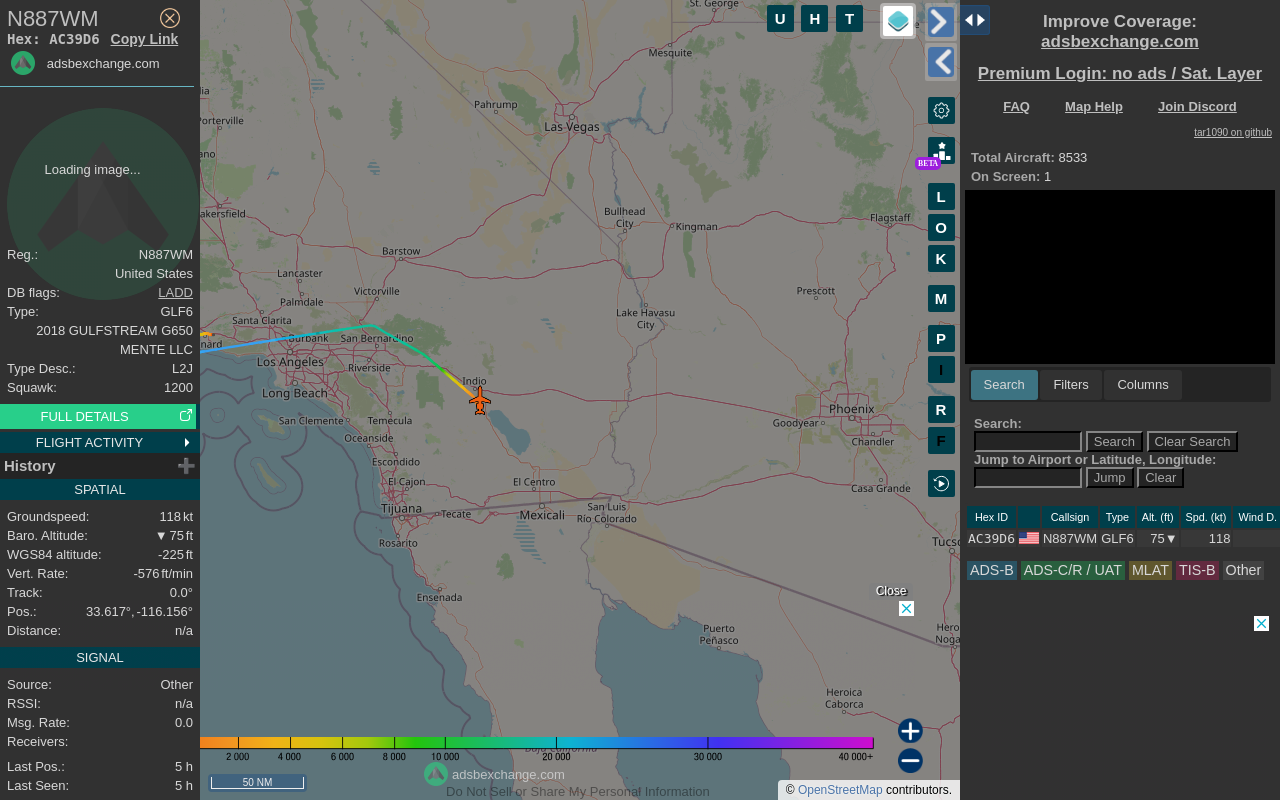 N887WM
Hex: AC39D6 Copy Link
adsbexchange.com
Loading image...
Reg.: N887WM
United States
DB flags: LADD
Type: GLF6
2018 GULFSTREAM G650
MENTE LLC
Type Desc.: L2J
Squawk: 1200
FULL DETAILS
FLIGHT ACTIVITY
History
SPATIAL
Groundspeed: 118 kt
Baro. Altitude: ▼ 75 ft
WGS84 altitude: -225 ft
Vert. Rate: -576 ft/min
Track: 0.0°
Pos.: 33.617°, -116.156°
Distance: n/a
SIGNAL
Source: Other
RSSI: n/a
Msg. Rate: 0.0
Receivers:
Last Pos.: 5 h
Last Seen: 5 h
St. George
Mesquite
Pahrump
Las Vegas
Porterville
Bullhead
City
Kingman
Flagstaff
Barstow
Lancaster
Victorville
Palmdale
Prescott
Santa Clarita
Lake Havasu
City
Burbank
San Bernardino
Los Angeles
Riverside
Indio
Long Beach
Phoenix
San Clemente
Temecula
Goodyear
Oceanside
Chandler
Escondido
El Cajon
El Centro
Casa Grande
Tijuana
Tecate
Mexicali
San Luis
Río Colorado
Rosarito
Ensenada
Puerto
Peñasco
Heroica
Caborca
Close
U H T
BETA
L
O
K
M
P
I
R
F
2 000 4 000 6 000 8 000 10 000 20 000 30 000 40 000+
adsbexchange.com
50 NM
Do Not Sell or Share My Personal Information
© OpenStreetMap contributors.
Improve Coverage:
adsbexchange.com
Premium Login: no ads / Sat. Layer
FAQ Map Help Join Discord
tar1090 on github
Total Aircraft: 8533
On Screen: 1
Search Filters Columns
Search:
Search Clear Search
Jump to Airport or Latitude, Longitude:
Jump Clear
Hex ID Callsign Type Alt. (ft) Spd. (kt) Wind D.
AC39D6 N887WM GLF6 75▼ 118
ADS-B ADS-C/R / UAT MLAT TIS-B Other